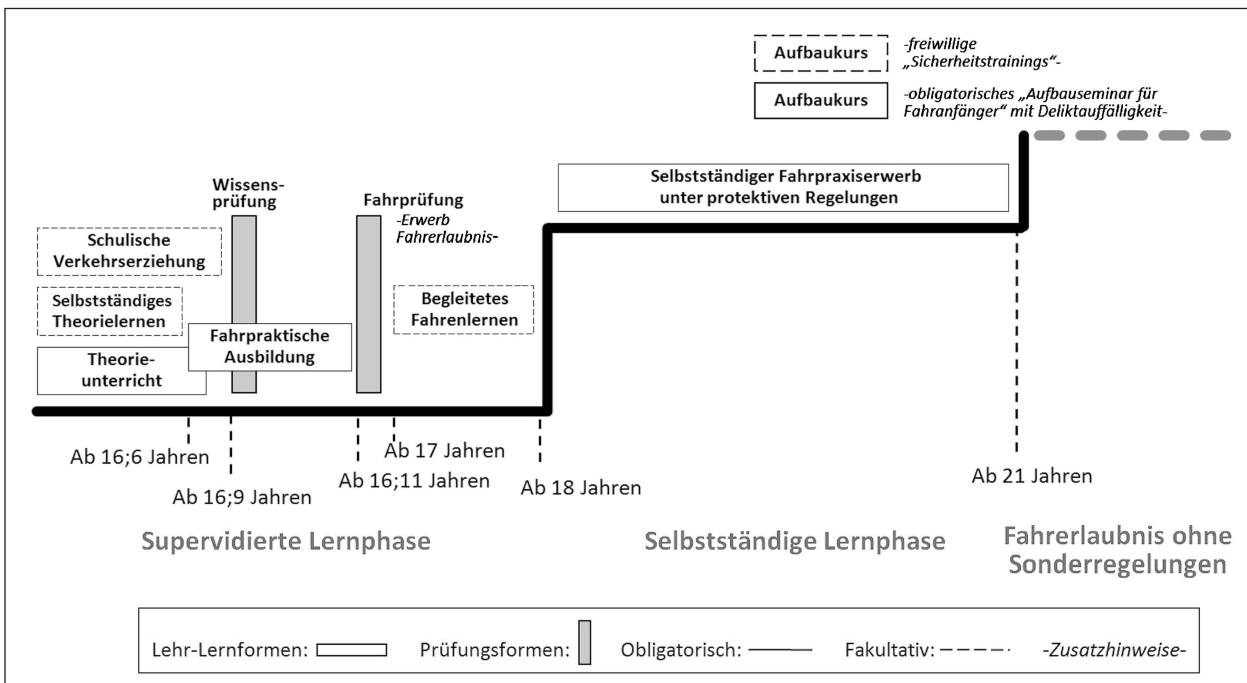 Aufbaukurs
-freiwillige
„Sicherheitstrainings“-
Aufbaukurs
-obligatorisches „Aufbauseminar für
Fahranfänger“ mit Deliktauffälligkeit-
Selbstständiger Fahrpraxiserwerb
unter protektiven Regelungen
Wissens-
prüfung
Fahrprüfung
-Erwerb
Fahrerlaubnis-
Schulische
Verkehrserziehung
Selbstständiges
Theorielernen
Theorie-
unterricht
Fahrpraktische
Ausbildung
Begleitetes
Fahrenlernen
Ab 16;6 Jahren
Ab 16;9 Jahren
Ab 17 Jahren
Ab 16;11 Jahren
Ab 18 Jahren
Ab 21 Jahren
Supervidierte Lernphase
Selbstständige Lernphase
Fahrerlaubnis ohne
Sonderregelungen
Lehr-Lernformen: Prüfungsformen: Obligatorisch: Fakultativ: -Zusatzhinweise-